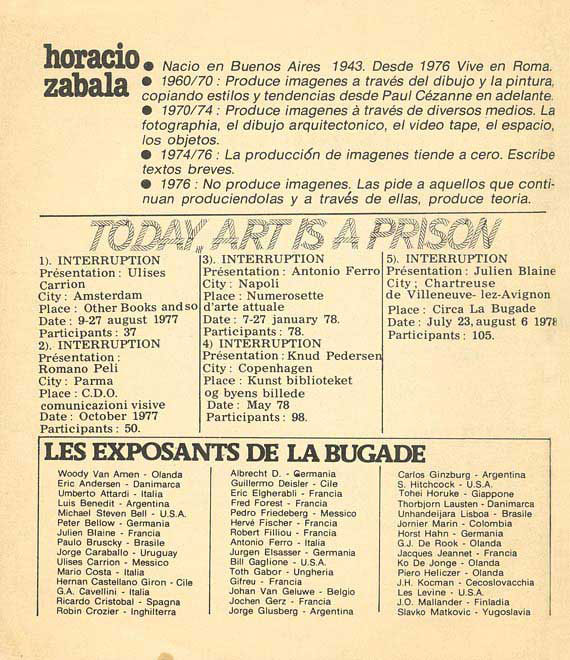 horacio
zabala
● Nacio en Buenos Aires 1943. Desde 1976 Vive en Roma.
● 1960/70 : Produce imagenes a través del dibujo y la pintura,
copiando estilos y tendencias desde Paul Cézanne en adelante.
● 1970/74 : Produce imagenes à través de diversos medios. La
fotographia, el dibujo arquitectonico, el video tape, el espacio,
los objetos.
● 1974/76 : La producción de imagenes tiende a cero. Escribe
textos breves.
● 1976 : No produce imagenes. Las pide a aquellos que conti-
nuan produciendolas y a través de ellas, produce teoria.
TODAY, ART IS A PRISON
1). INTERRUPTION
Présentation : Ulises
Carrion
City : Amsterdam
Place : Other Books and so
Date : 9-27 august 1977
Participants : 37
2). INTERRUPTION
Présentation :
Romano Peli
City : Parma
Place : C.D.O.
comunicazioni visive
Date : October 1977
Participants : 50.
3). INTERRUPTION
Présentation : Antonio Ferro
City : Napoli
Place : Numerosette
d'arte attuale
Date : 7-27 january 78.
Participants : 78.
4) INTERRUPTION
Présentation : Knud Pedersen
City : Copenhagen
Place : Kunst biblioteket
og byens billede
Date : May 78
Participants : 98.
5). INTERRUPTION
Présentation : Julien Blaine
City ; Chartreuse
de Villeneuve- lez-Avignon
Place : Circa La Bugade
Date : July 23, august 6 1978
Participants : 105.
LES EXPOSANTS DE LA BUGADE
Woody Van Amen - Olanda
Eric Andersen - Danimarca
Umberto Attardi - Italia
Luis Benedit - Argentina
Michael Steven Bell - U.S.A.
Peter Bellow - Germania
Julien Blaine - Francia
Paulo Bruscky - Brasile
Jorge Caraballo - Uruguay
Ulises Carrion - Messico
Mario Costa - Italia
Hernan Castellano Giron - Cile
G.A. Cavellini - Italia
Ricardo Cristobal - Spagna
Robin Crozier - Inghilterra
Albrecht D. - Germania
Guillermo Deisler - Cile
Eric Elgherabli - Francia
Fred Forest - Francia
Pedro Friedeberg - Messico
Hervé Fischer - Francia
Robert Filliou - Francia
Antonio Ferro - Italia
Jurgen Elsasser - Germania
Bill Gaglione - U.S.A.
Toth Gabor - Ungheria
Gifreu - Francia
Johan Van Geluwe - Belgio
Jochen Gerz - Francia
Jorge Glusberg - Argentina
Carlos Ginzburg - Argentina
S. Hitchcock - U.S.A.
Tohei Horuke - Giappone
Thorbjorn Lausten - Danimarca
Unhandeijara Lisboa - Brasile
Jornier Marin - Colombia
Horst Hahn - Germania
G.J. De Rook - Olanda
Jacques Jeannet - Francia
Ko De Jonge - Olanda
Piero Heliczer - Olanda
J.H. Kocman - Cecoslovacchia
Les Levine - U.S.A.
J.O. Mallander - Finladia
Slavko Matkovic - Yugoslavia